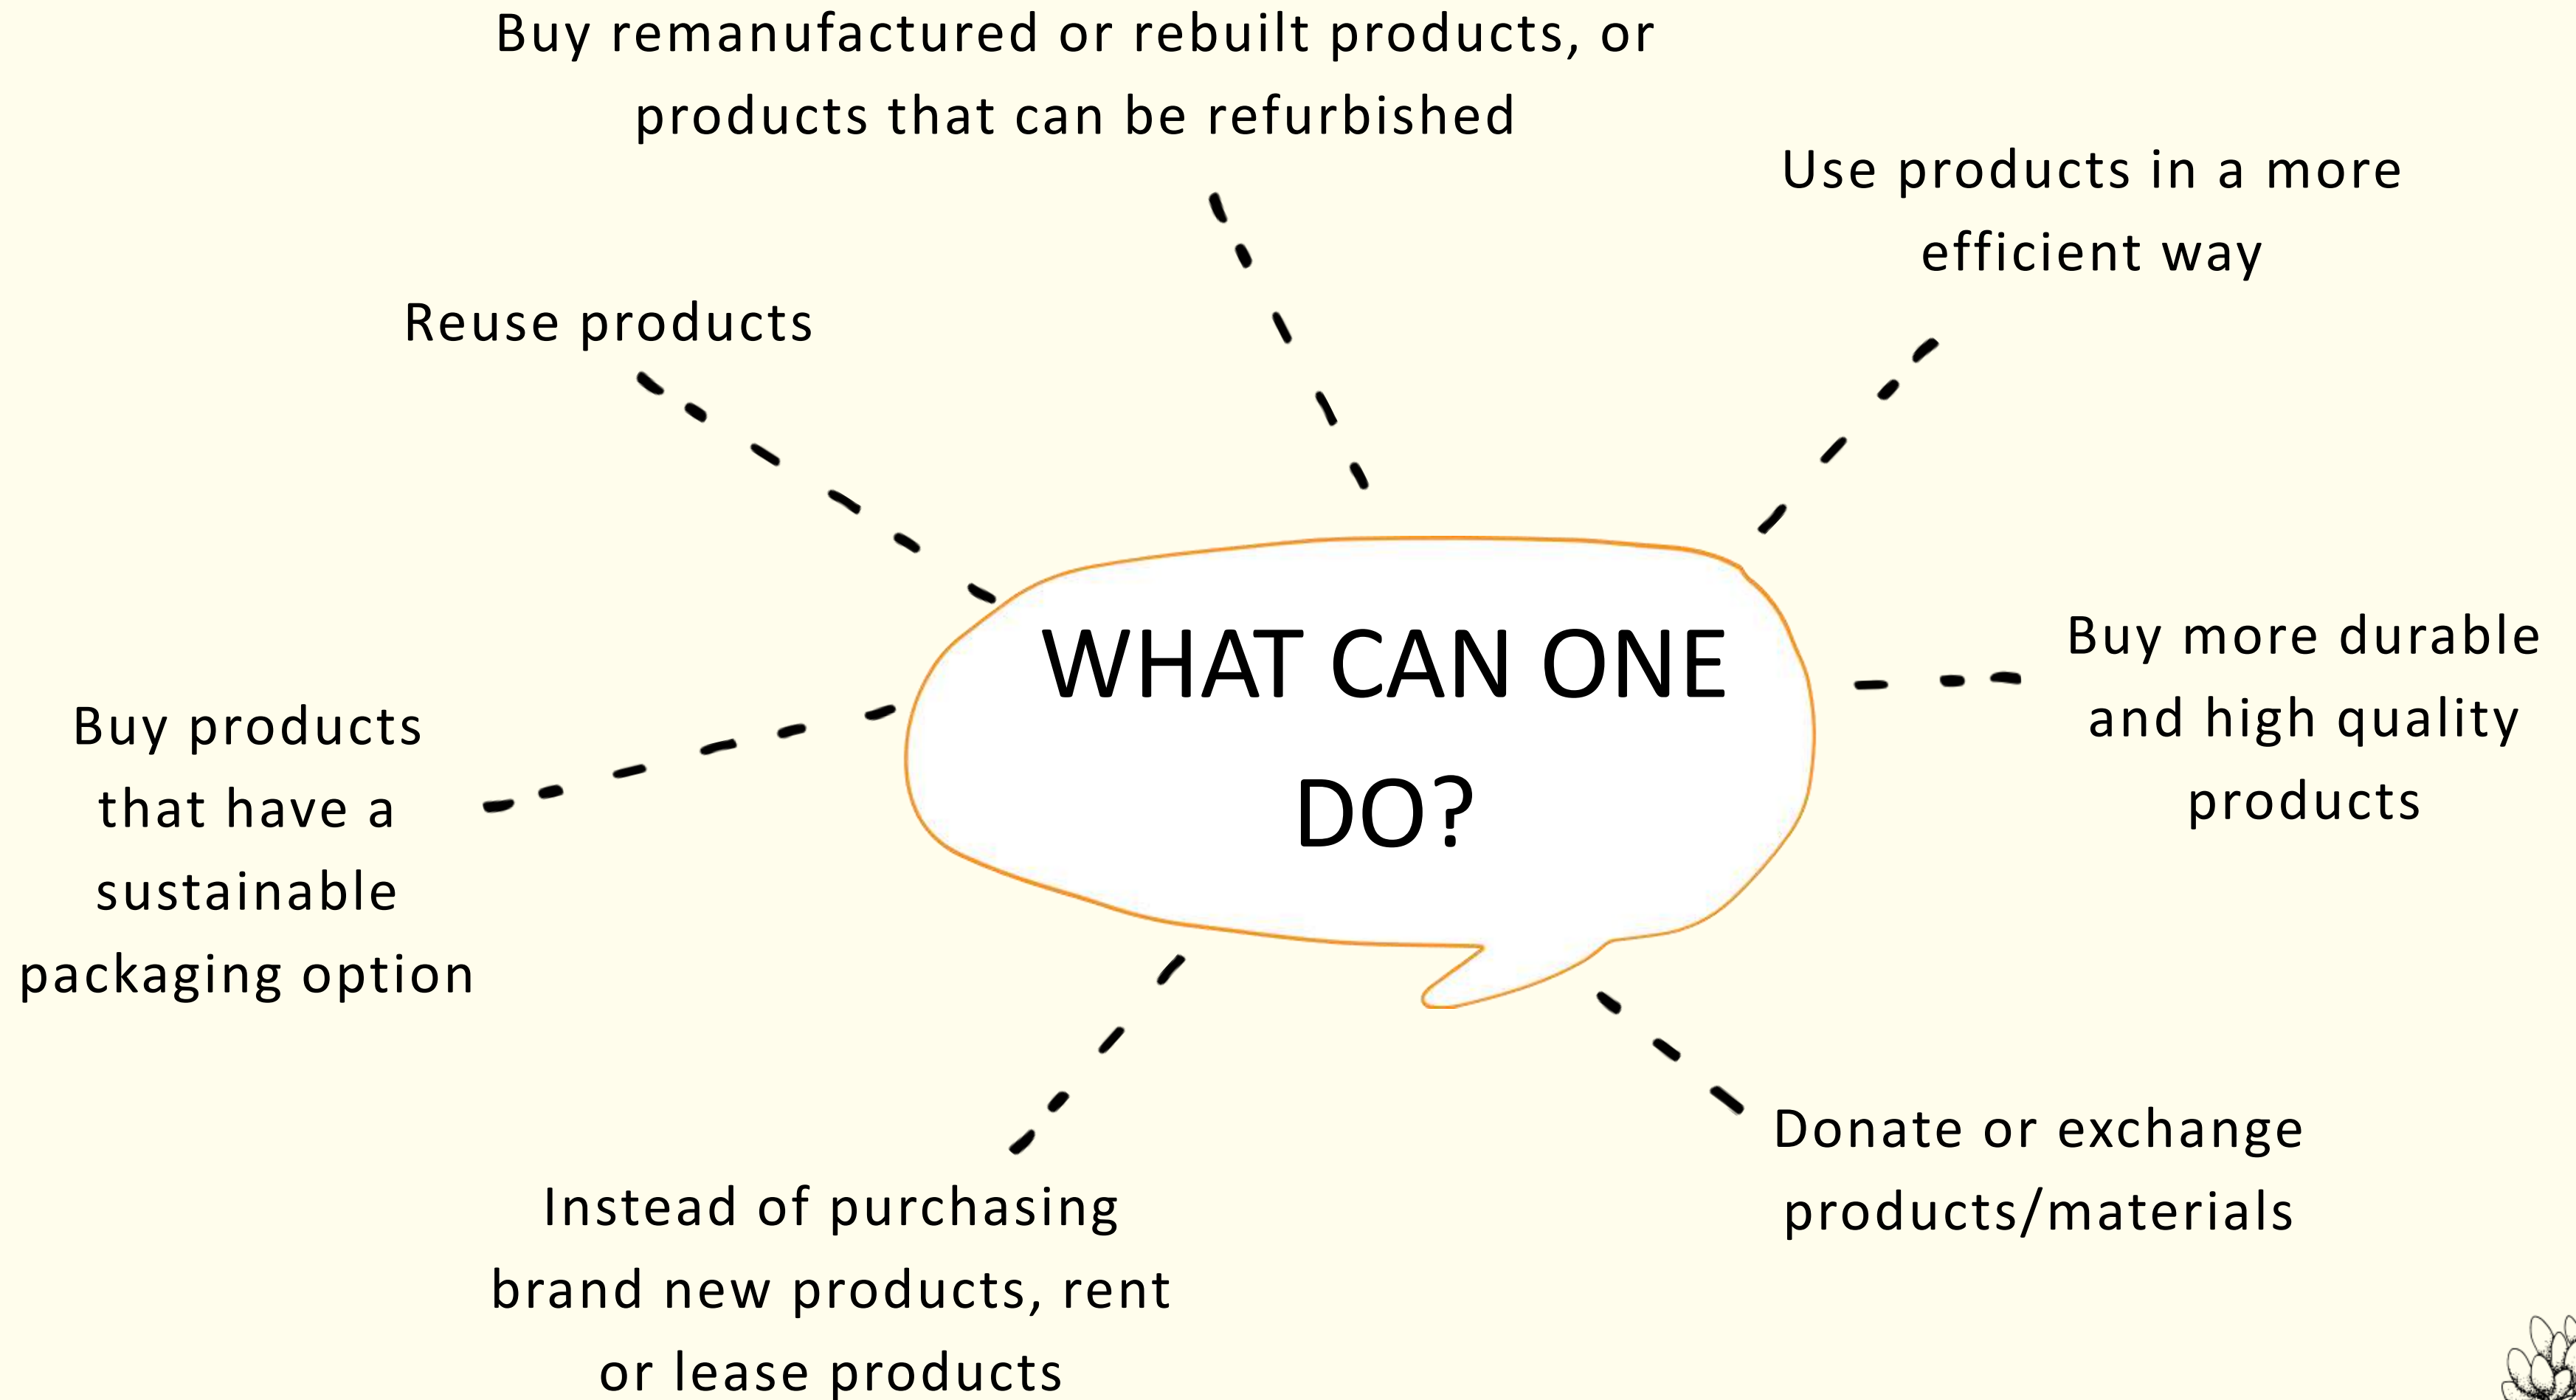 Buy remanufactured or rebuilt products, or
products that can be refurbished
Use products in a more
efficient way
Reuse products
WHAT CAN ONE
DO?
Buy more durable
and high quality
products
Buy products
that have a
sustainable
packaging option
Donate or exchange
products/materials
Instead of purchasing
brand new products, rent
or lease products